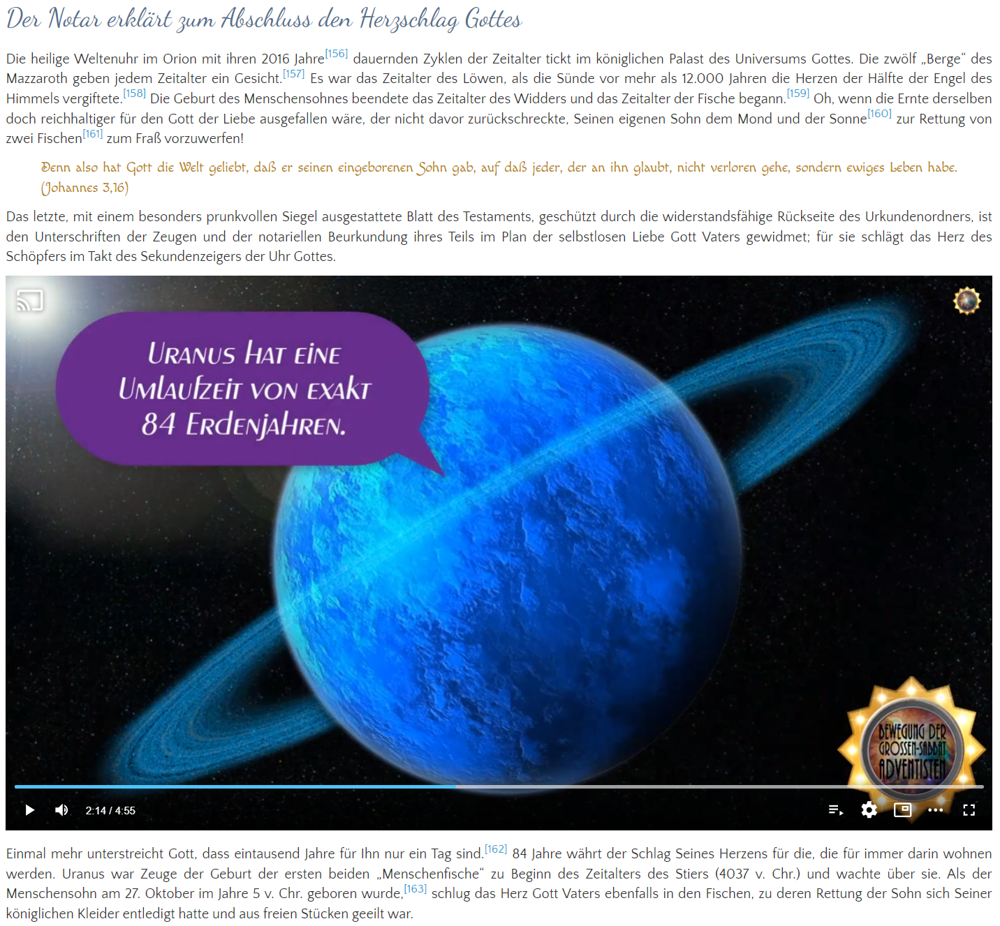 Der Notar erklärt zum Abschluss den Herzschlag Gottes
Die heilige Weltenuhr im Orion mit ihren 2016 Jahre[156] dauernden Zyklen der Zeitalter tickt im königlichen Palast des Universums Gottes. Die zwölf „Berge“ des
Mazzaroth geben jedem Zeitalter ein Gesicht.[157] Es war das Zeitalter des Löwen, als die Sünde vor mehr als 12.000 Jahren die Herzen der Hälfte der Engel des
Himmels vergiftete.[158] Die Geburt des Menschensohnes beendete das Zeitalter des Widders und das Zeitalter der Fische begann.[159] Oh, wenn die Ernte derselben
doch reichhaltiger für den Gott der Liebe ausgefallen wäre, der nicht davor zurückschreckte, Seinen eigenen Sohn dem Mond und der Sonne[160] zur Rettung von
zwei Fischen[161] zum Fraß vorzuwerfen!
Denn also hat Gott die Welt geliebt, daß er seinen eingeborenen Sohn gab, auf daß jeder, der an ihn glaubt, nicht verloren gehe, sondern ewiges Leben habe.
(Johannes 3,16)
Das letzte, mit einem besonders prunkvollen Siegel ausgestattete Blatt des Testaments, geschützt durch die widerstandsfähige Rückseite des Urkundenordners, ist
den Unterschriften der Zeugen und der notariellen Beurkundung ihres Teils im Plan der selbstlosen Liebe Gott Vaters gewidmet; für sie schlägt das Herz des
Schöpfers im Takt des Sekundenzeigers der Uhr Gottes.
Uranus hat eine
Umlaufzeit von exakt
84 Erdenjahren.
BEWEGUNG DER
GROSSEN-SABBAT
ADVENTISTEN
2:14 / 4:55
Einmal mehr unterstreicht Gott, dass eintausend Jahre für Ihn nur ein Tag sind.[162] 84 Jahre währt der Schlag Seines Herzens für die, die für immer darin wohnen
werden. Uranus war Zeuge der Geburt der ersten beiden „Menschenfische“ zu Beginn des Zeitalters des Stiers (4037 v. Chr.) und wachte über sie. Als der
Menschensohn am 27. Oktober im Jahre 5 v. Chr. geboren wurde,[163] schlug das Herz Gott Vaters ebenfalls in den Fischen, zu deren Rettung der Sohn sich Seiner
königlichen Kleider entledigt hatte und aus freien Stücken geeilt war.